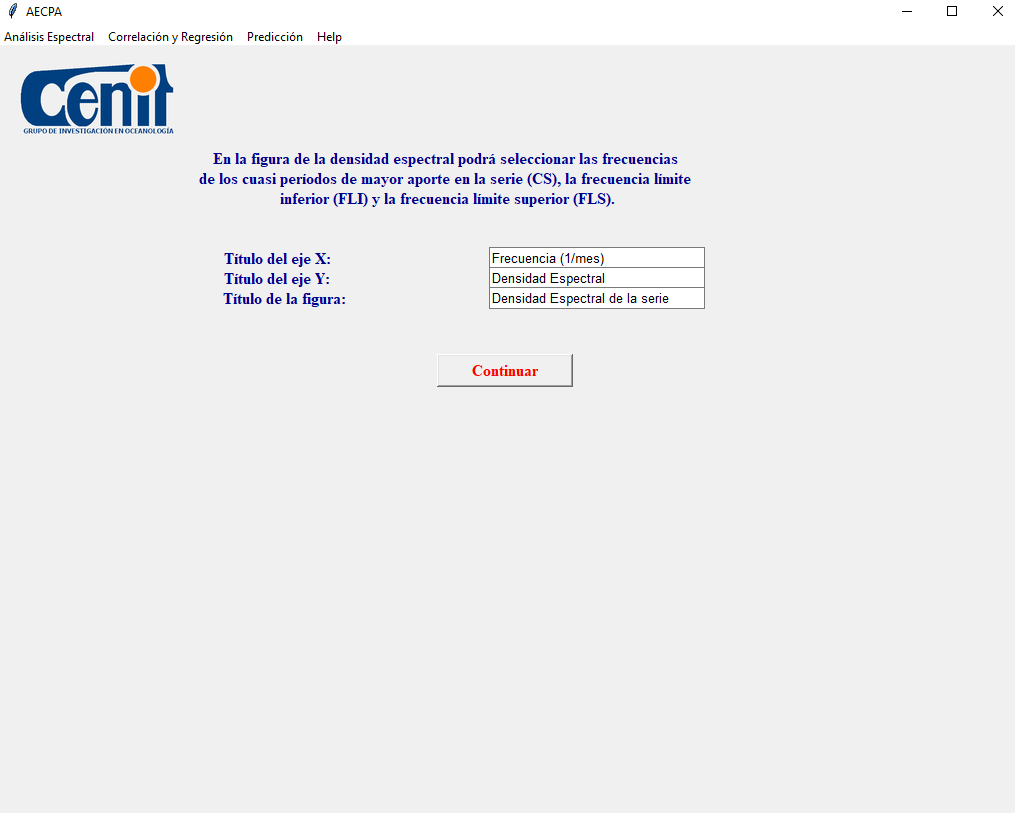 AECPA
Análisis Espectral Correlación y Regresión Predicción Help
cenit
GRUPO DE INVESTIGACIÓN EN OCEANOLOGÍA
En la figura de la densidad espectral podrá seleccionar las frecuencias
de los cuasi períodos de mayor aporte en la serie (CS), la frecuencia límite
inferior (FLI) y la frecuencia límite superior (FLS).
Título del eje X: Frecuencia (1/mes)
Título del eje Y: Densidad Espectral
Título de la figura: Densidad Espectral de la serie
Continuar